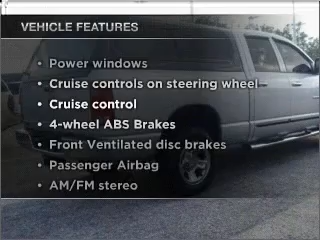 VEHICLE FEATURES
• Power windows
• Cruise controls on steering wheel
• Cruise control
• 4-wheel ABS Brakes
• Front Ventilated disc brakes
• Passenger Airbag
• AM/FM stereo